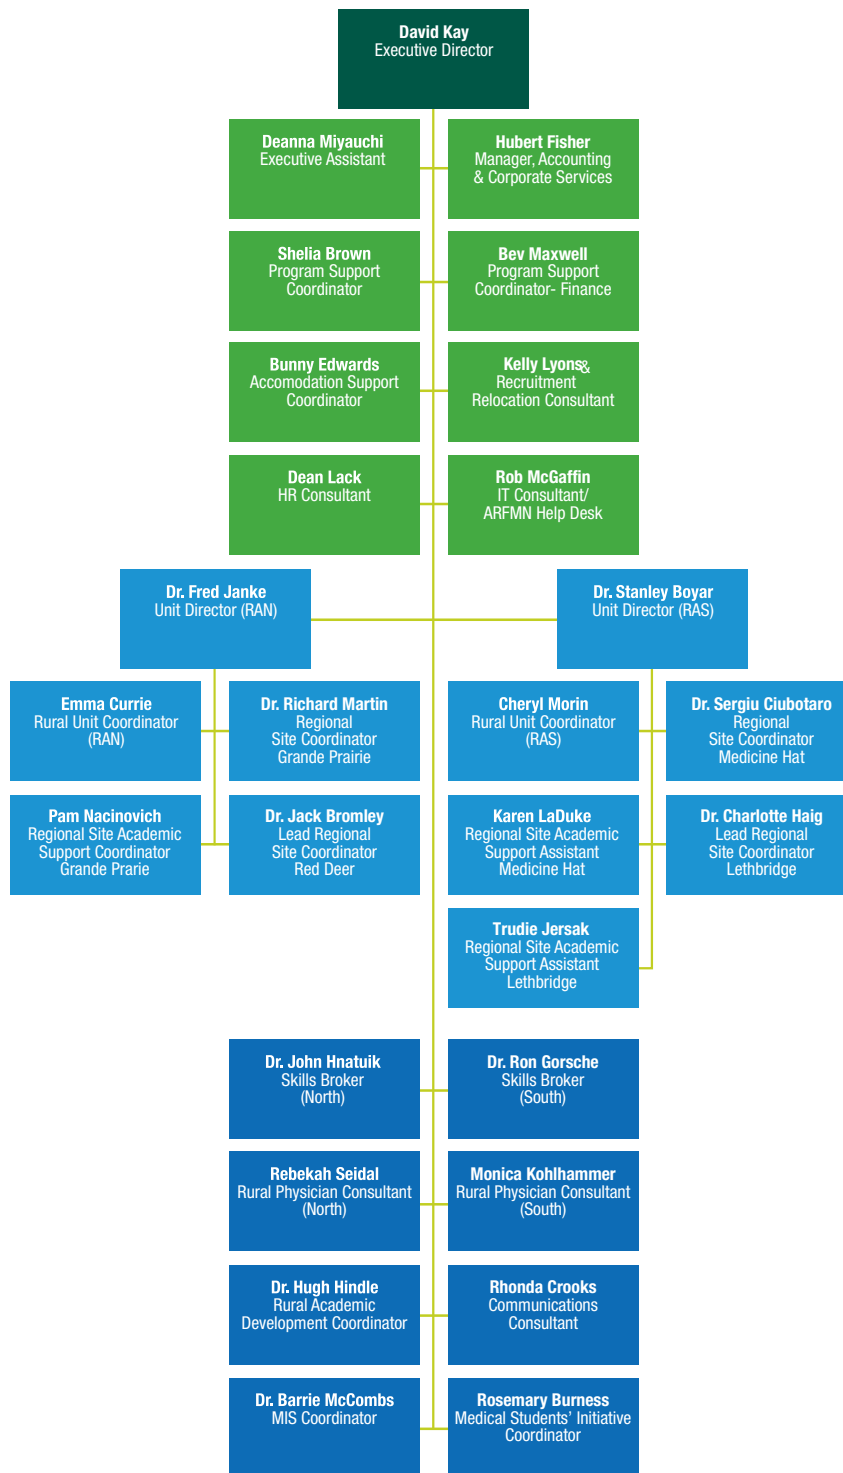 David Kay
Executive Director
Deanna Miyauchi
Executive Assistant
Hubert Fisher
Manager, Accounting
& Corporate Services
Shelia Brown
Program Support
Coordinator
Bev Maxwell
Program Support
Coordinator- Finance
Bunny Edwards
Accomodation Support
Coordinator
Kelly Lyons&
Recruitment
Relocation Consultant
Dean Lack
HR Consultant
Rob McGaffin
IT Consultant/
ARFMN Help Desk
Dr. Fred Janke
Unit Director (RAN)
Dr. Stanley Boyar
Unit Director (RAS)
Emma Currie
Rural Unit Coordinator
(RAN)
Dr. Richard Martin
Regional
Site Coordinator
Grande Prairie
Cheryl Morin
Rural Unit Coordinator
(RAS)
Dr. Sergiu Ciubotaro
Regional
Site Coordinator
Medicine Hat
Pam Nacinovich
Regional Site Academic
Support Coordinator
Grande Prarie
Dr. Jack Bromley
Lead Regional
Site Coordinator
Red Deer
Karen LaDuke
Regional Site Academic
Support Assistant
Medicine Hat
Dr. Charlotte Haig
Lead Regional
Site Coordinator
Lethbridge
Trudie Jersak
Regional Site Academic
Support Assistant
Lethbridge
Dr. John Hnatuik
Skills Broker
(North)
Dr. Ron Gorsche
Skills Broker
(South)
Rebekah Seidal
Rural Physician Consultant
(North)
Monica Kohlhammer
Rural Physician Consultant
(South)
Dr. Hugh Hindle
Rural Academic
Development Coordinator
Rhonda Crooks
Communications
Consultant
Dr. Barrie McCombs
MIS Coordinator
Rosemary Burness
Medical Students' Initiative
Coordinator